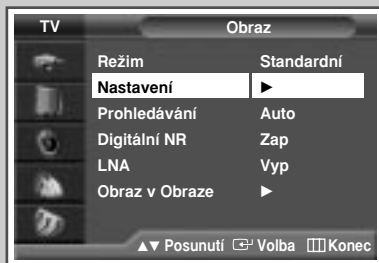 TV Obraz
Režim Standardní
Nastavení ►
Prohledávání Auto
Digitální NR Zap
LNA Vyp
Obraz v Obraze ►
▲▼ Posunutí Volba Konec